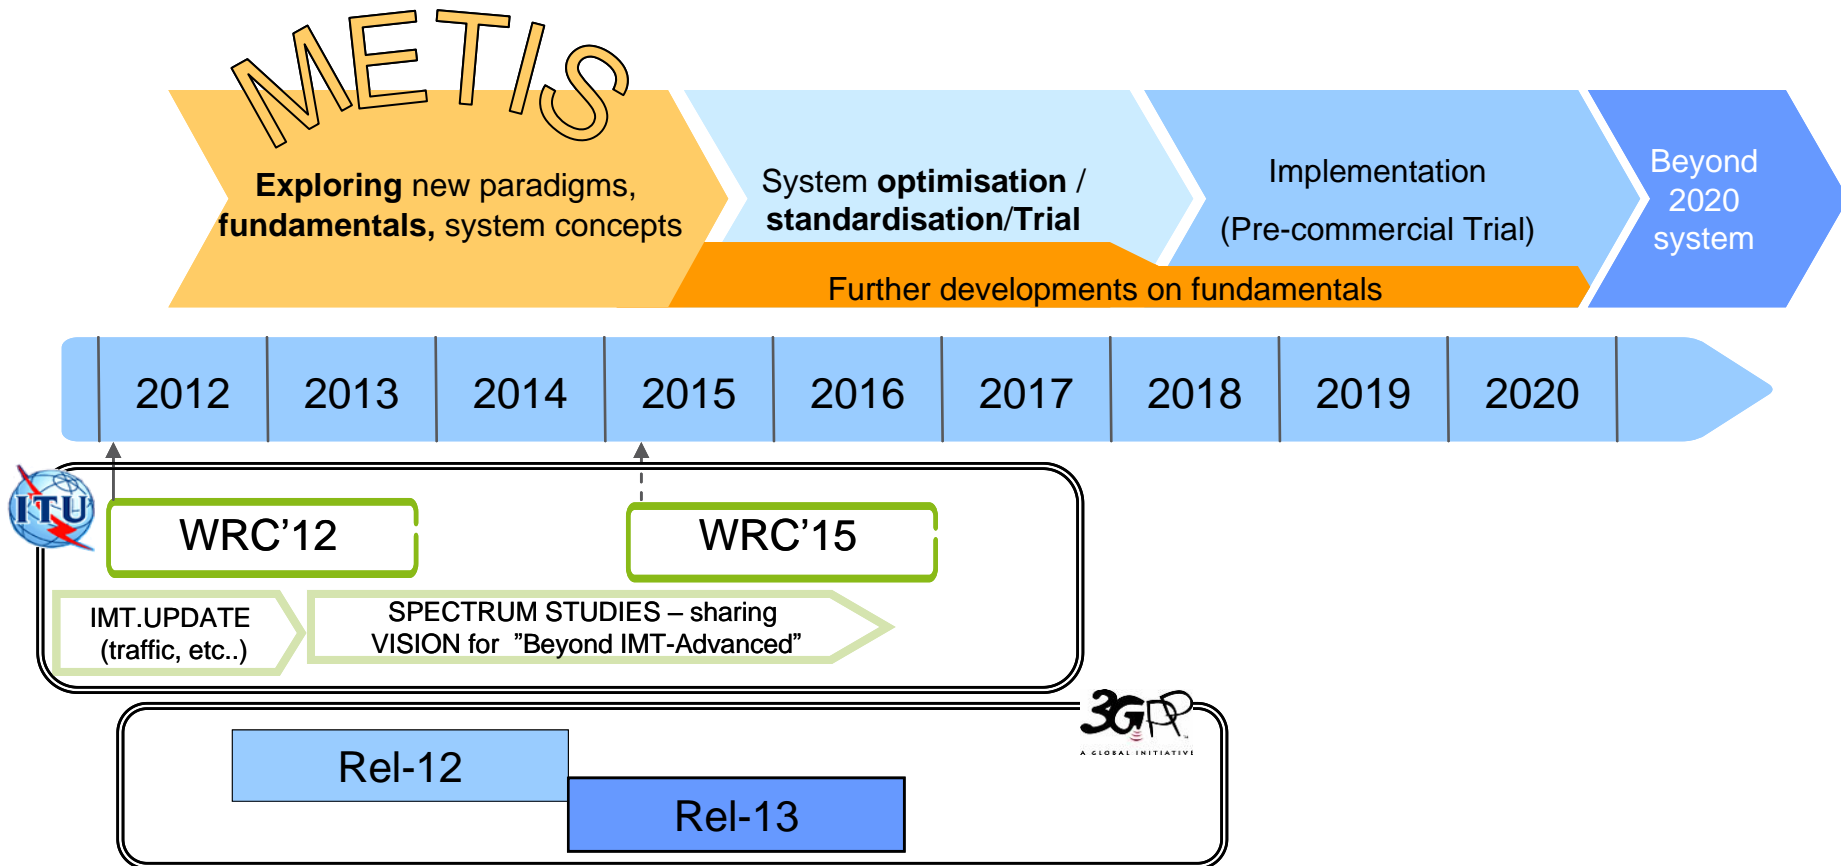 METIS
Exploring new paradigms,
fundamentals, system concepts
System optimisation /
standardisation/Trial
Implementation
(Pre-commercial Trial)
Beyond
2020
system
Further developments on fundamentals
2012 2013 2014 2015 2016 2017 2018 2019 2020
ITU
WRC’12
WRC’15
IMT.UPDATE
(traffic, etc..)
SPECTRUM STUDIES – sharing
VISION for ”Beyond IMT-Advanced”
3GPP
A GLOBAL INITIATIVE
Rel-12
Rel-13